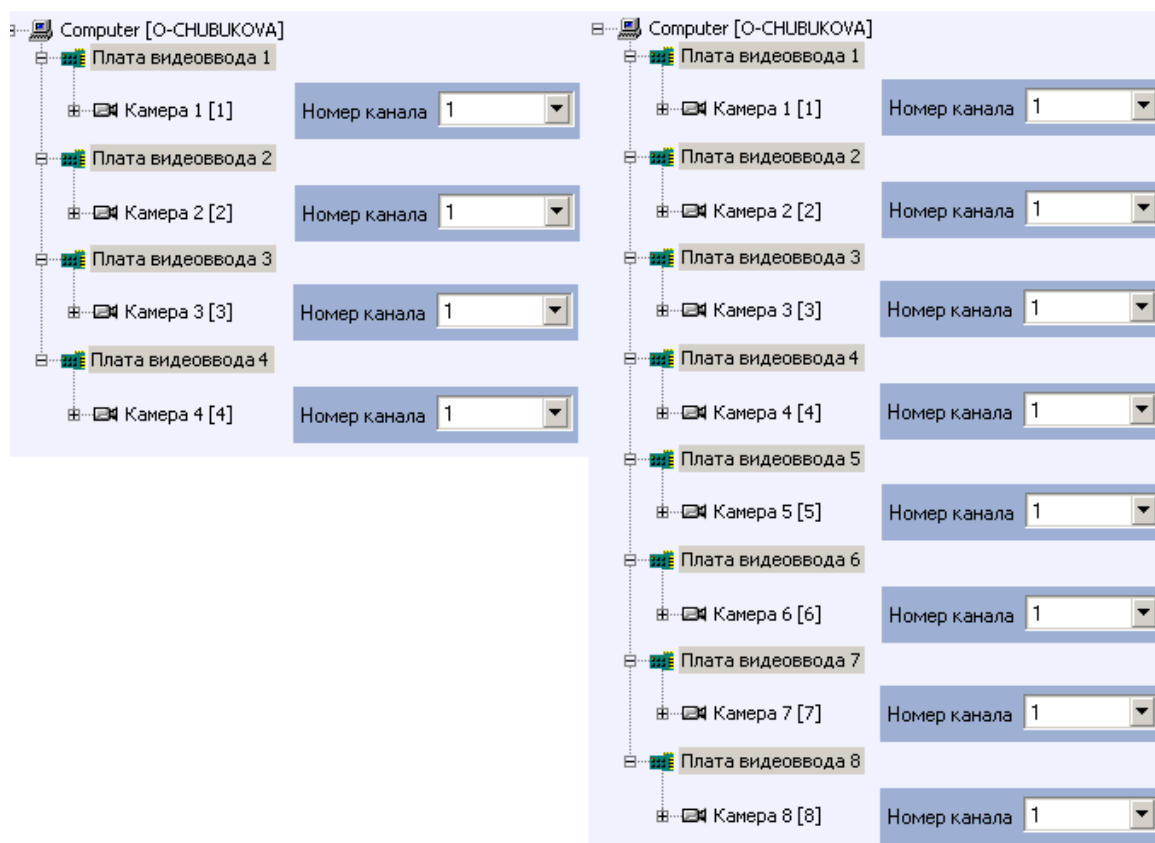 Computer [O-CHUBUKOVA]
Плата видеоввода 1
Камера 1 [1] Номер канала 1
Плата видеоввода 2
Камера 2 [2] Номер канала 1
Плата видеоввода 3
Камера 3 [3] Номер канала 1
Плата видеоввода 4
Камера 4 [4] Номер канала 1
Computer [O-CHUBUKOVA]
Плата видеоввода 1
Камера 1 [1] Номер канала 1
Плата видеоввода 2
Камера 2 [2] Номер канала 1
Плата видеоввода 3
Камера 3 [3] Номер канала 1
Плата видеоввода 4
Камера 4 [4] Номер канала 1
Плата видеоввода 5
Камера 5 [5] Номер канала 1
Плата видеоввода 6
Камера 6 [6] Номер канала 1
Плата видеоввода 7
Камера 7 [7] Номер канала 1
Плата видеоввода 8
Камера 8 [8] Номер канала 1